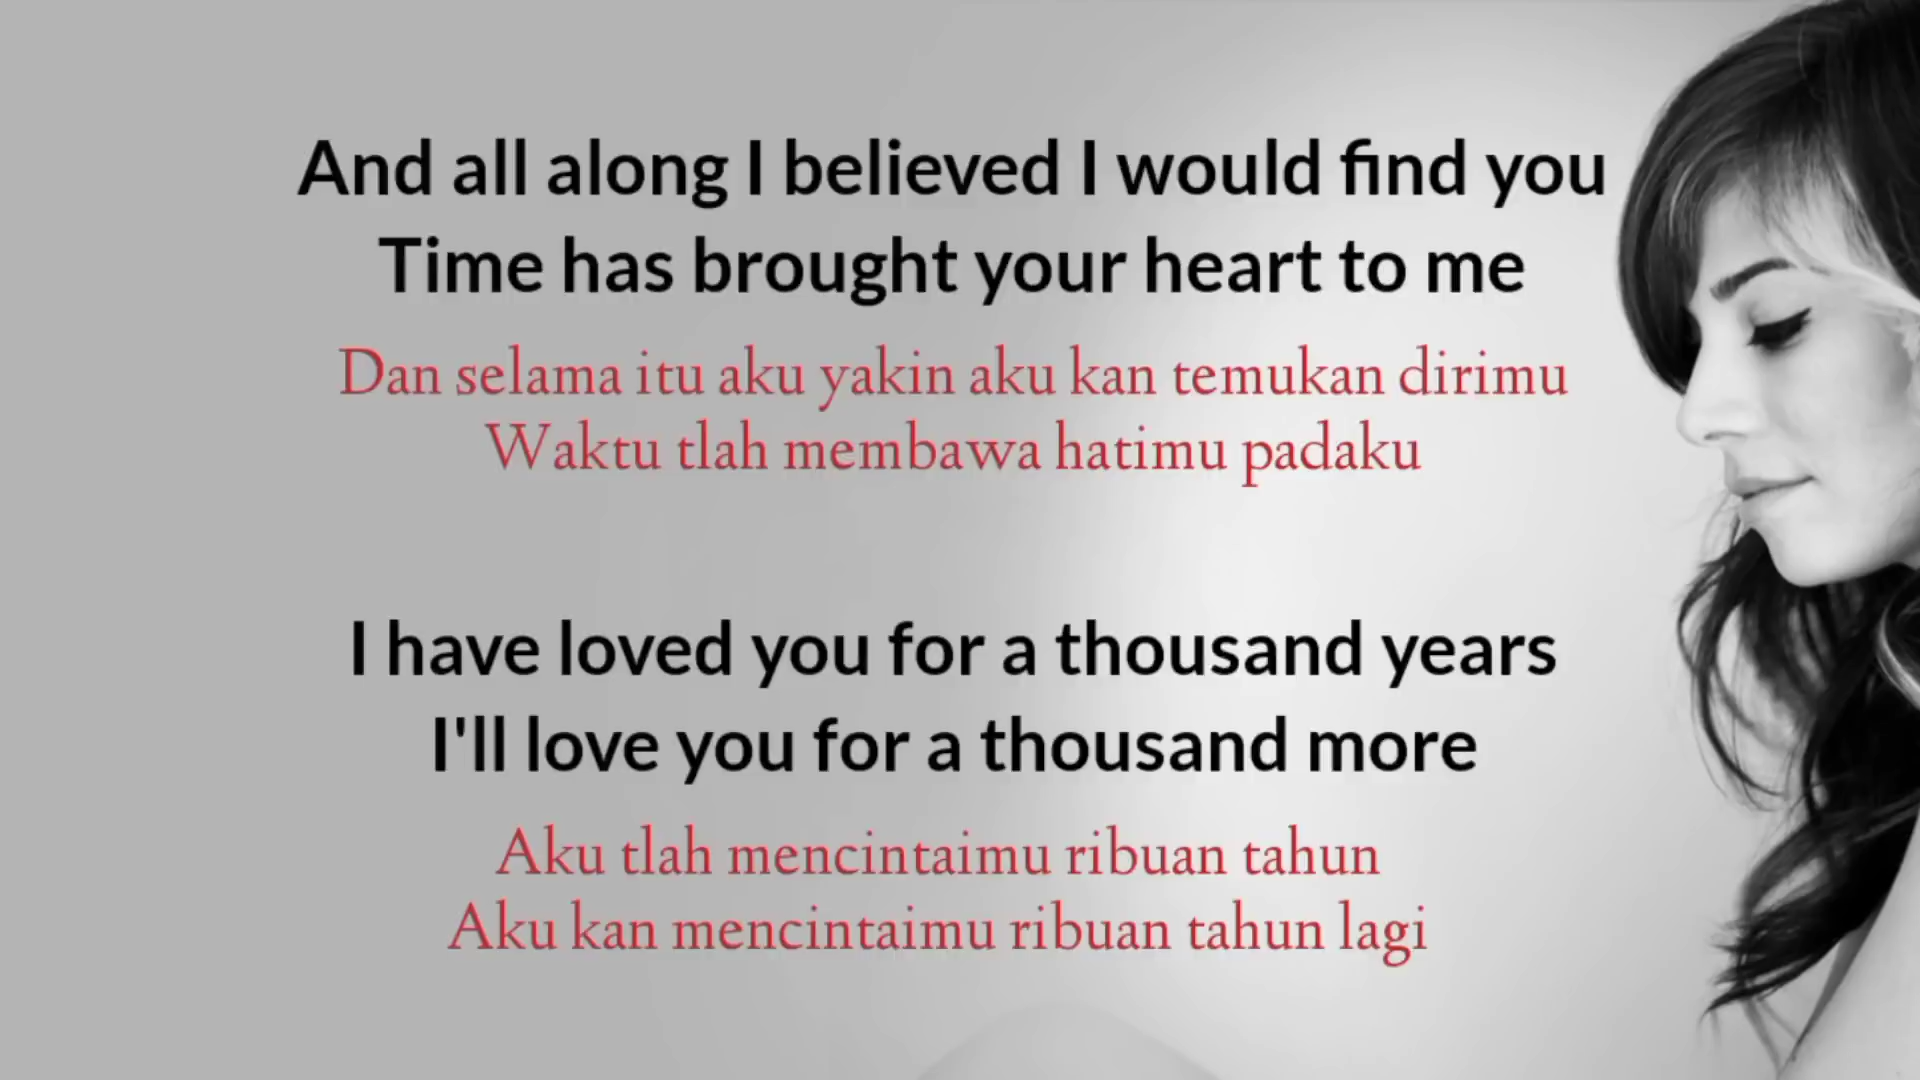 And all along I believed I would find you
Time has brought your heart to me
Dan selama itu aku yakin aku kan temukan dirimu
Waktu tlah membawa hatimu padaku
I have loved you for a thousand years
I'll love you for a thousand more
Aku tlah mencintaimu ribuan tahun
Aku kan mencintaimu ribuan tahun lagi